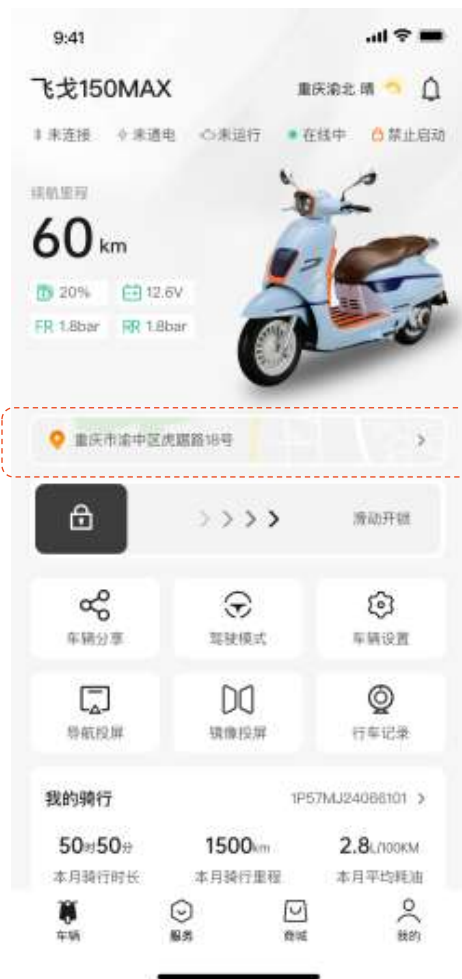 9:41
飞戈150MAX 重庆渝北 晴
未连接 未通电 未运行 在线中 禁止启动
续航里程
60 km
20% 12.6V
FR 1.8bar RR 1.8bar
重庆市渝中区虎踞路18号
滑动开锁
车辆分享 驾驶模式 车辆设置
导航投屏 镜像投屏 行车记录
我的骑行 1P57MJ24066101
50时50分 1500km 2.8L/100KM
本月骑行时长 本月骑行里程 本月平均耗油
车辆 服务 商城 我的